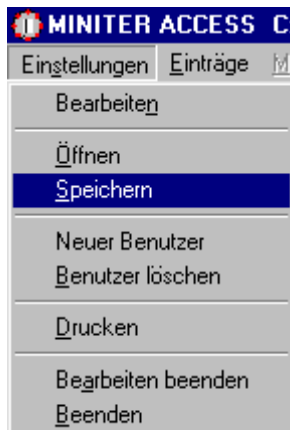 MINITER ACCESS C
Einstellungen Einträge M
Bearbeiten
Öffnen
Speichern
Neuer Benutzer
Benutzer löschen
Drucken
Bearbeiten beenden
Beenden